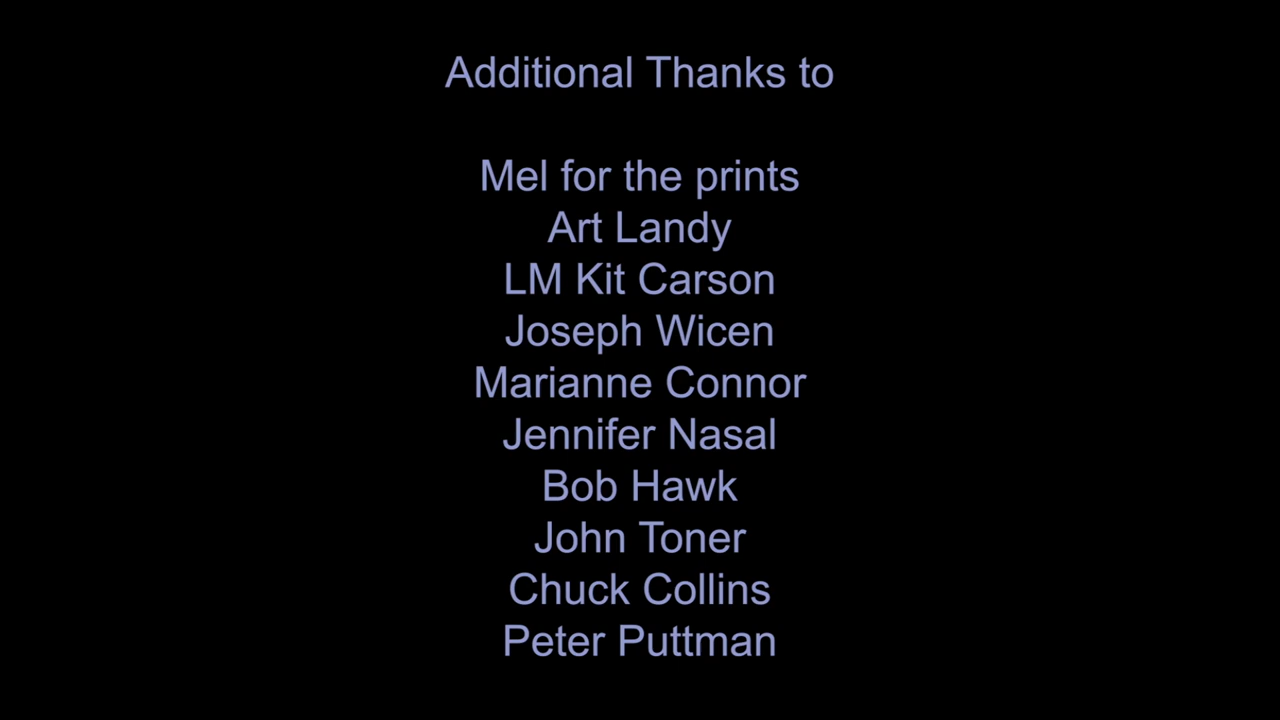 Additional Thanks to
Mel for the prints
Art Landy
LM Kit Carson
Joseph Wicen
Marianne Connor
Jennifer Nasal
Bob Hawk
John Toner
Chuck Collins
Peter Puttman